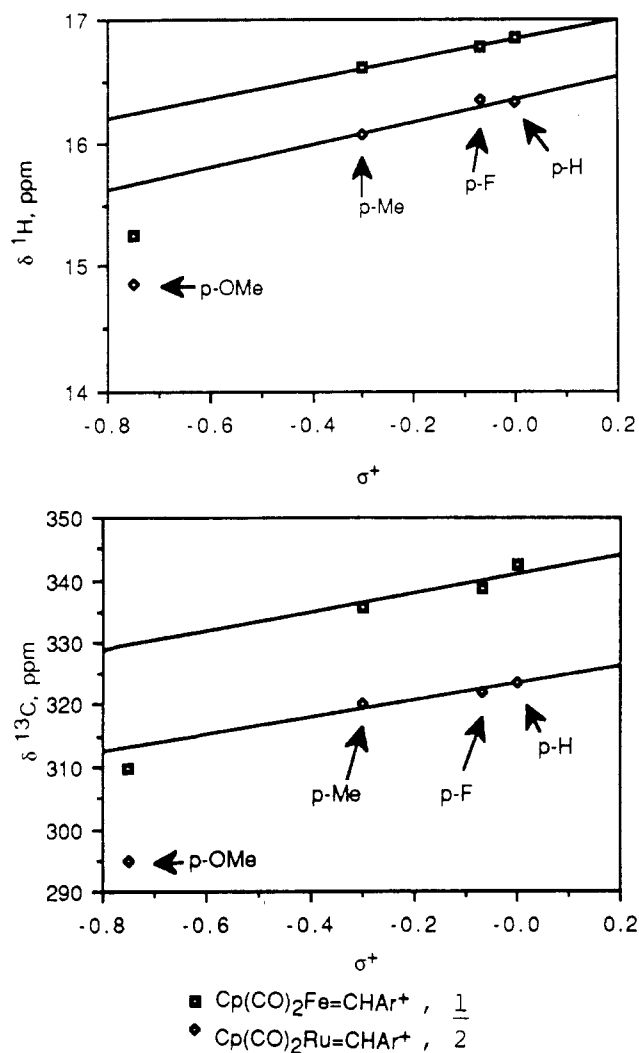 17
16
15
14
δ ¹H, ppm
p-Me
p-F
p-H
p-OMe
-0.8 -0.6 -0.4 -0.2 -0.0 0.2
σ⁺
350
340
330
320
310
295
290
δ ¹³C, ppm
p-Me
p-F
p-H
p-OMe
-0.8 -0.6 -0.4 -0.2 -0.0 0.2
σ⁺
Cp(CO)₂Fe=CHAr⁺ , 1
Cp(CO)₂Ru=CHAr⁺ , 2